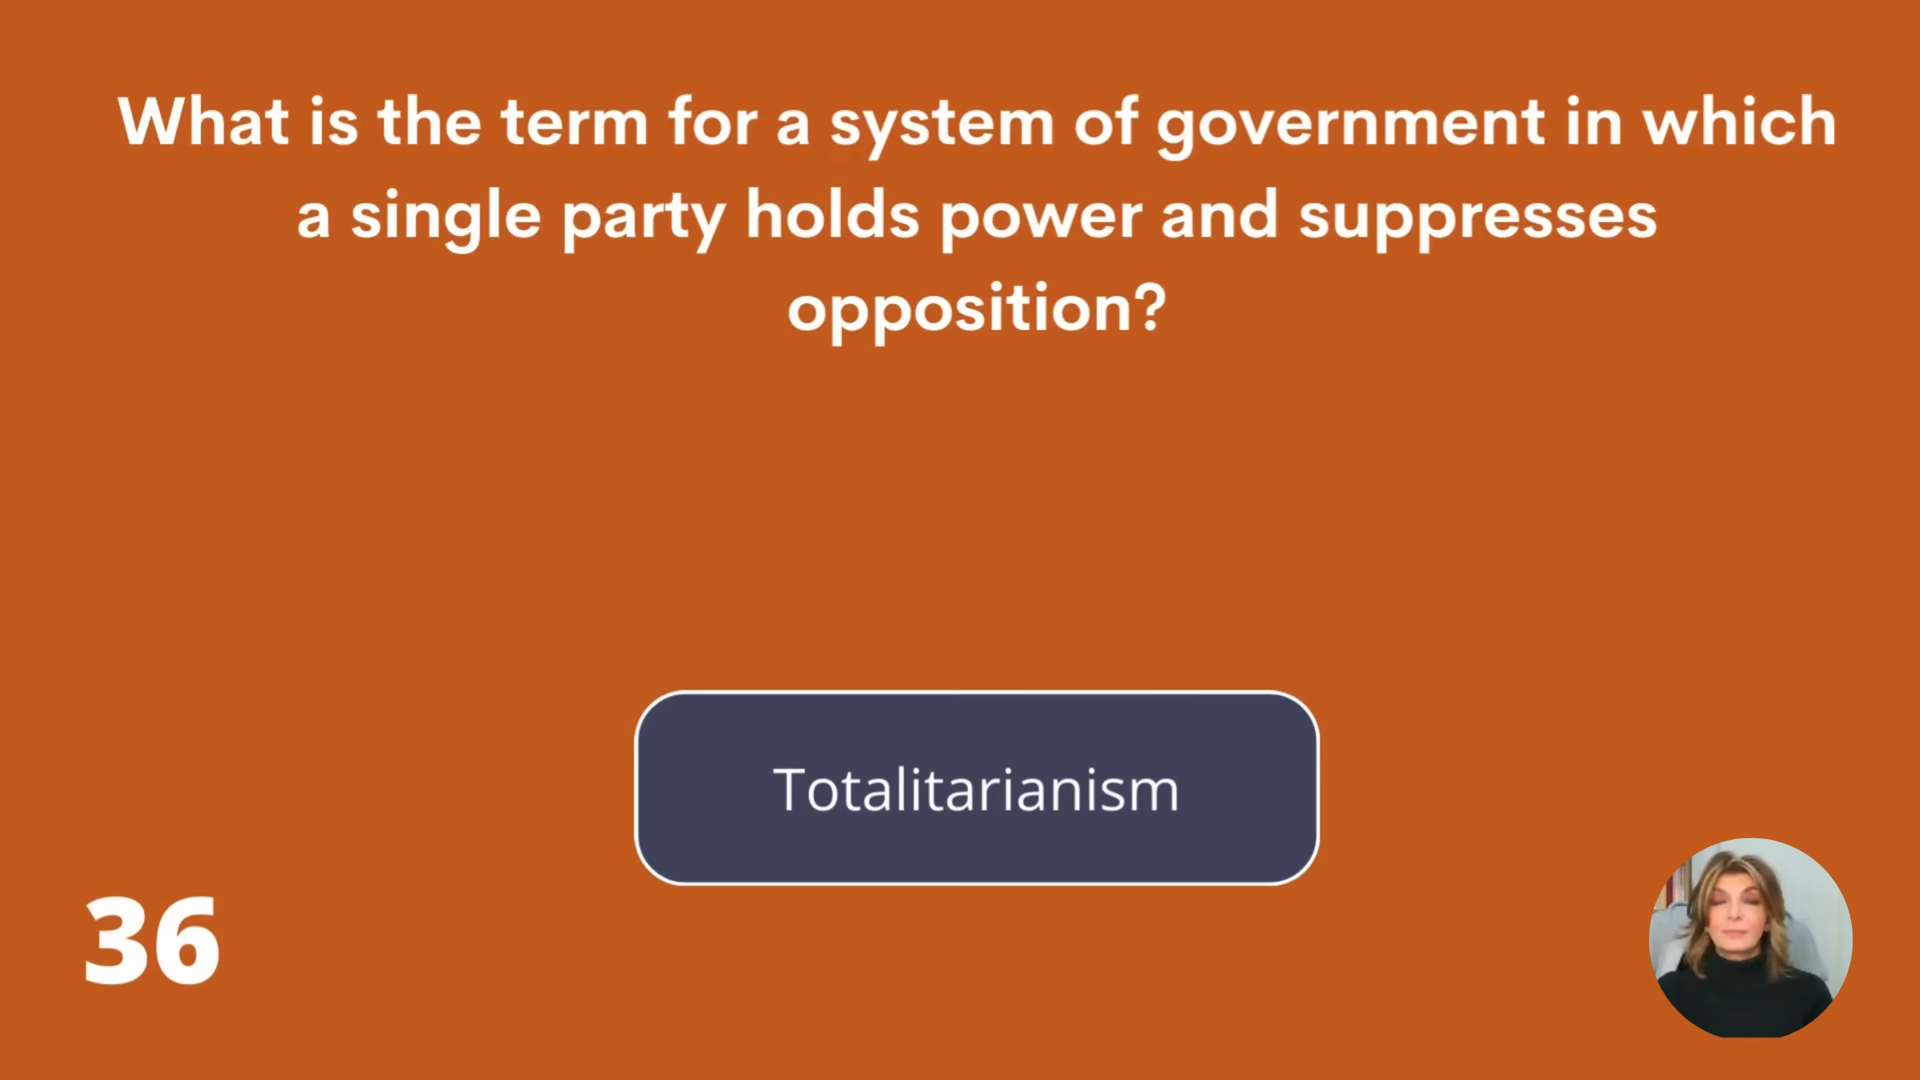 What is the term for a system of government in which
a single party holds power and suppresses
opposition?
Totalitarianism
36